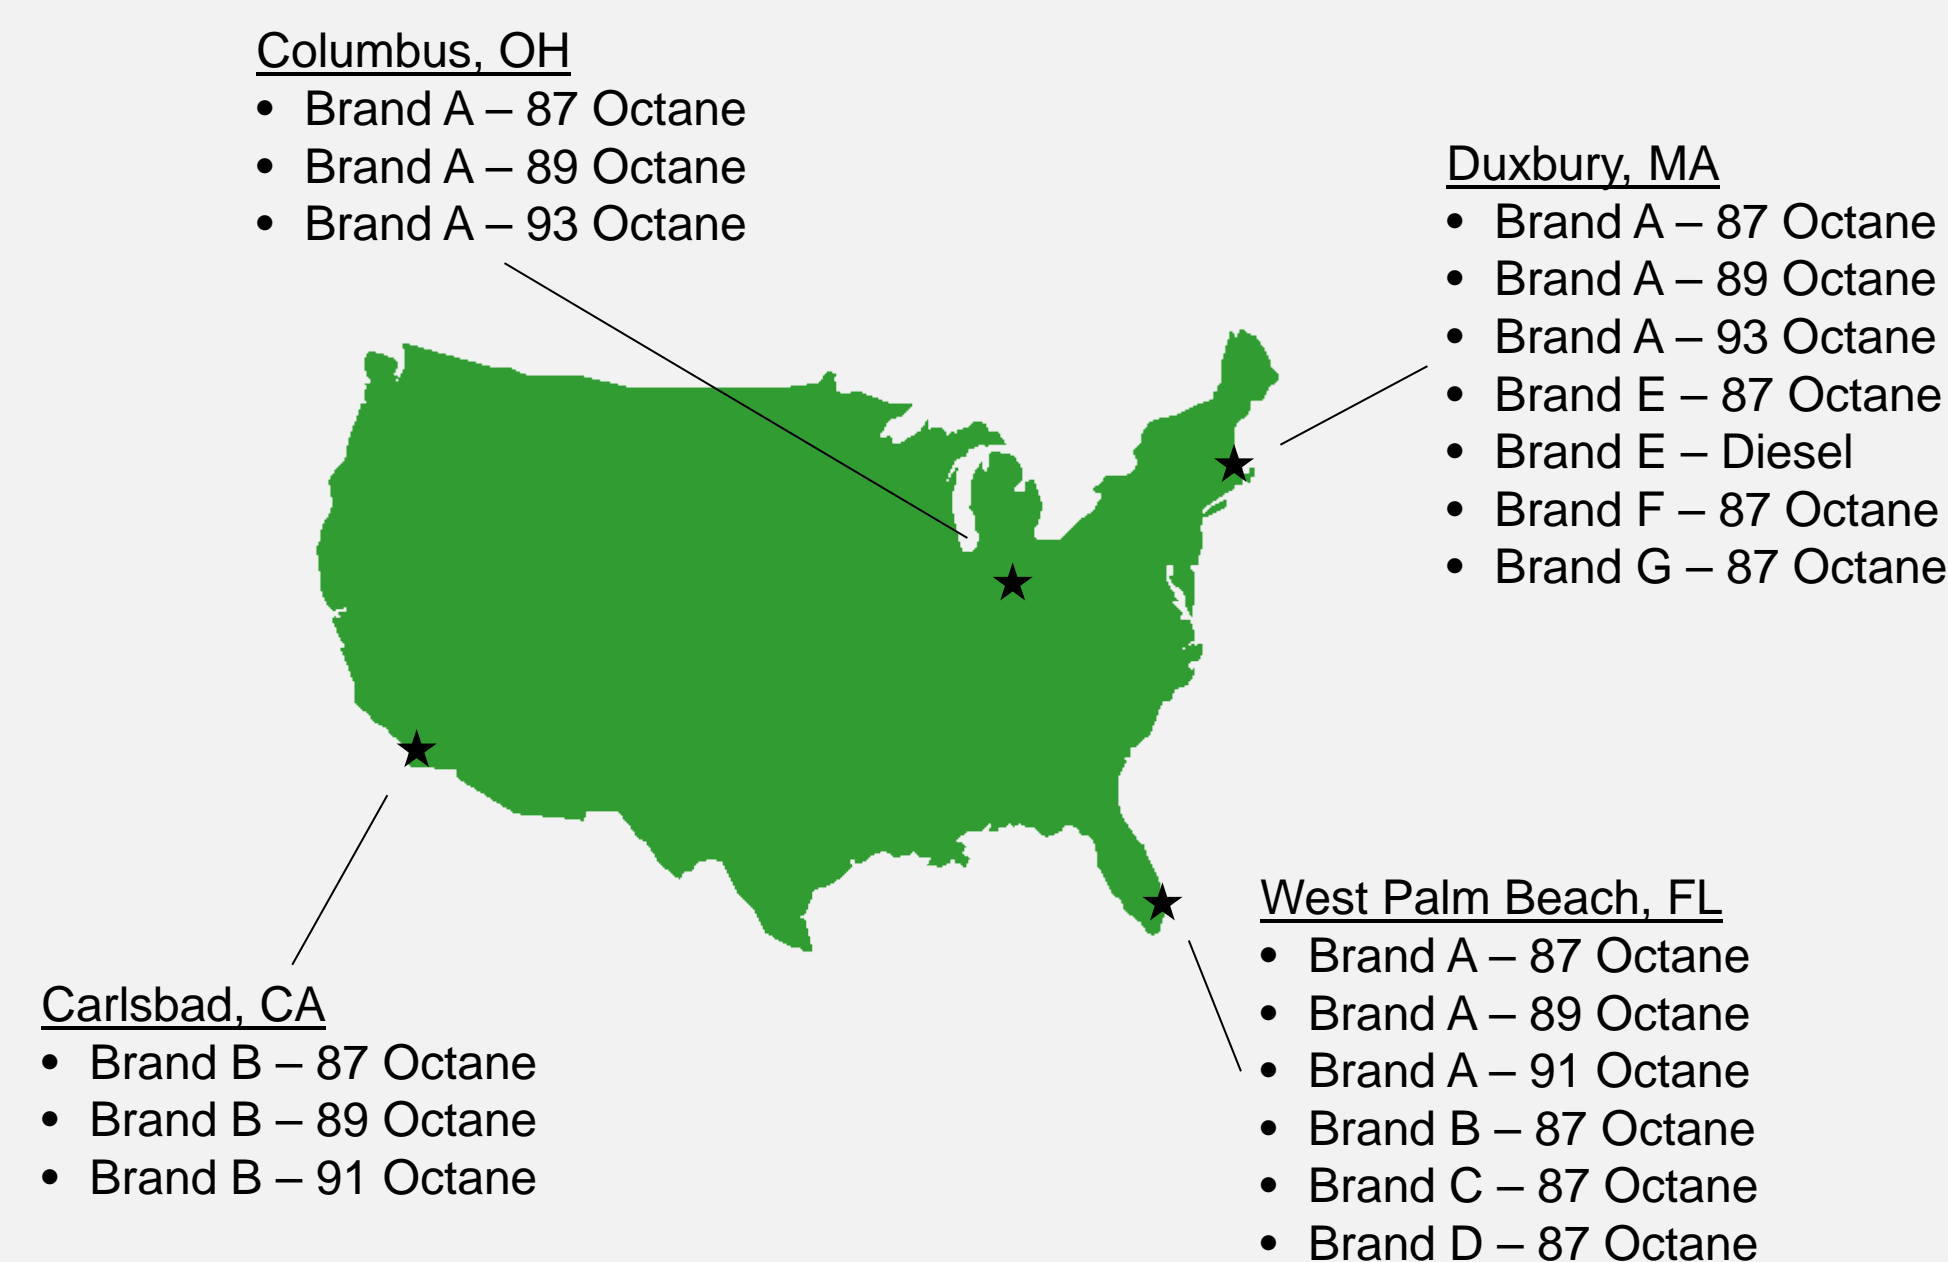 Columbus, OH
• Brand A – 87 Octane
• Brand A – 89 Octane
• Brand A – 93 Octane
Duxbury, MA
• Brand A – 87 Octane
• Brand A – 89 Octane
• Brand A – 93 Octane
• Brand E – 87 Octane
• Brand E – Diesel
• Brand F – 87 Octane
• Brand G – 87 Octane
Carlsbad, CA
• Brand B – 87 Octane
• Brand B – 89 Octane
• Brand B – 91 Octane
West Palm Beach, FL
• Brand A – 87 Octane
• Brand A – 89 Octane
• Brand A – 91 Octane
• Brand B – 87 Octane
• Brand C – 87 Octane
• Brand D – 87 Octane